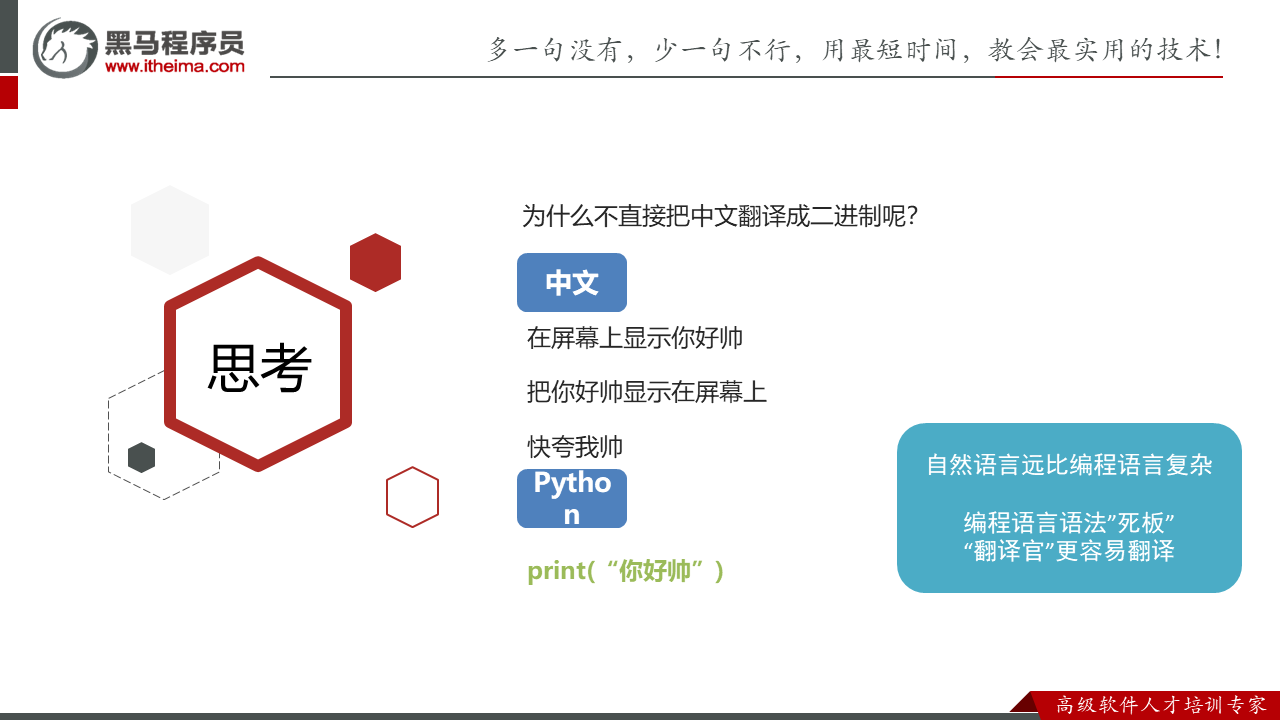 黑马程序员
www.itheima.com
多一句没有，少一句不行，用最短时间，教会最实用的技术！
思考
为什么不直接把中文翻译成二进制呢？
中文
在屏幕上显示你好帅
把你好帅显示在屏幕上
快夸我帅
Pytho
n
print(“你好帅”)
自然语言远比编程语言复杂
编程语言语法”死板”
“翻译官”更容易翻译
高级软件人才培训专家